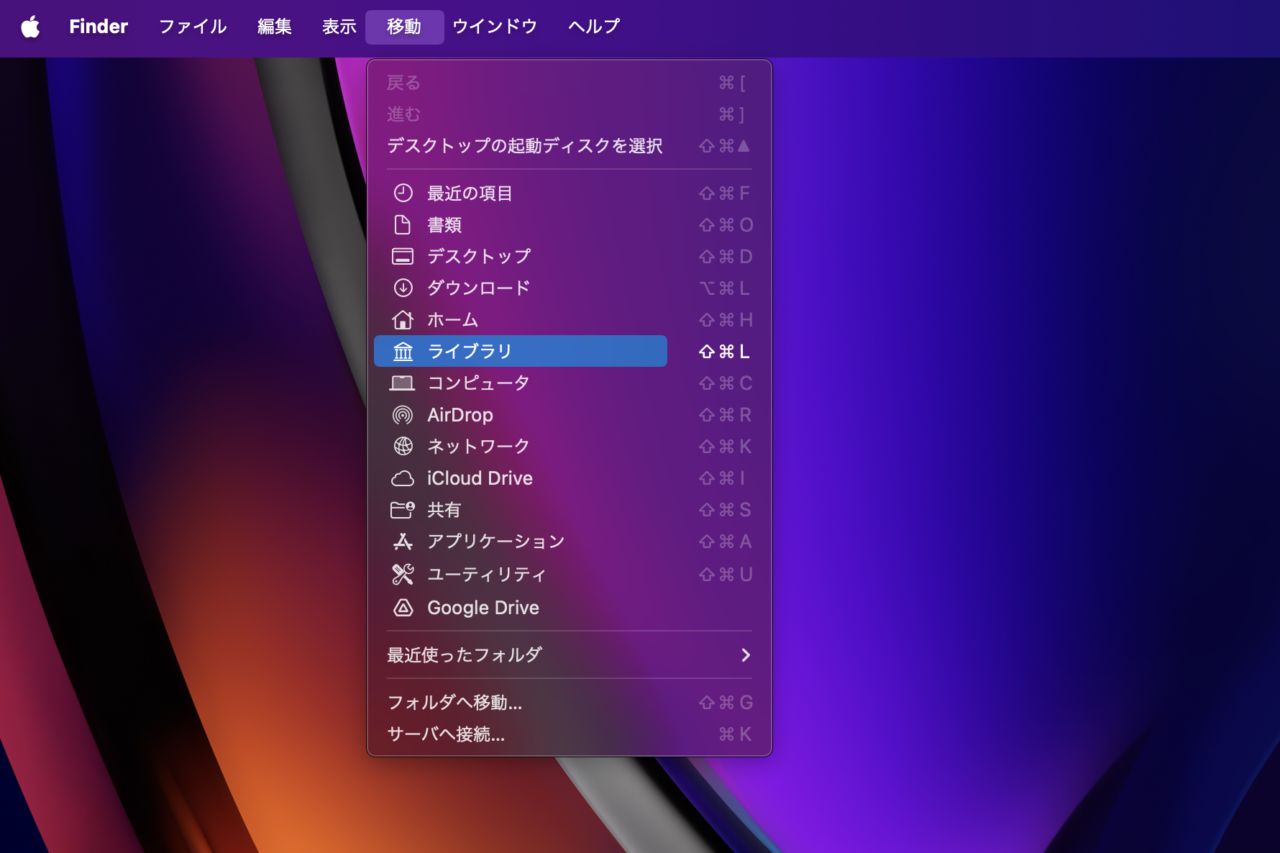 Finder ファイル 編集 表示 移動 ウインドウ ヘルプ
戻る ⌘ [
進む ⌘ ]
デスクトップの起動ディスクを選択 ⇧⌘▲
最近の項目 ⇧⌘F
書類 ⇧⌘O
デスクトップ ⇧⌘D
ダウンロード ⌥⌘L
ホーム ⇧⌘H
ライブラリ ⇧⌘L
コンピュータ ⇧⌘C
AirDrop ⇧⌘R
ネットワーク ⇧⌘K
iCloud Drive ⇧⌘I
共有 ⇧⌘S
アプリケーション ⇧⌘A
ユーティリティ ⇧⌘U
Google Drive
最近使ったフォルダ
フォルダへ移動... ⇧⌘G
サーバへ接続... ⌘K